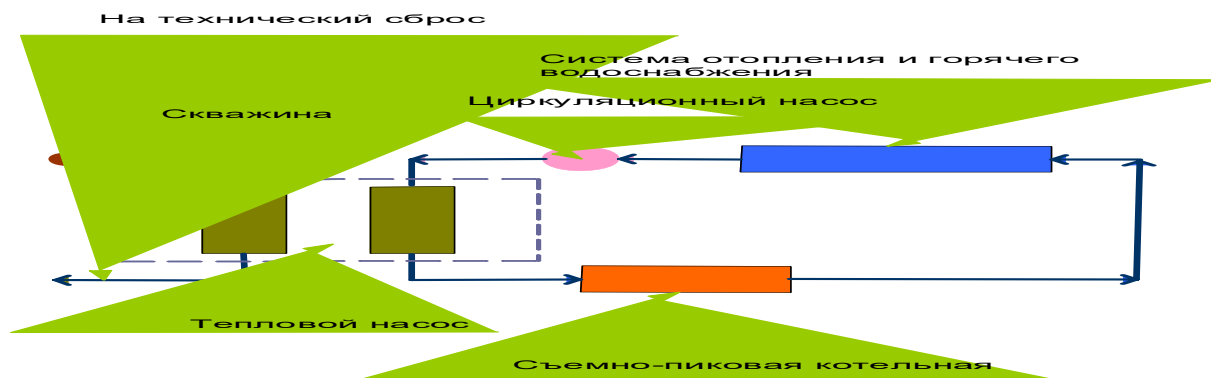 На технический сброс
Система отопления и горячего
водоснабжения
Циркуляционный насос
Скважина
Тепловой насос
Съемно-пиковая котельная